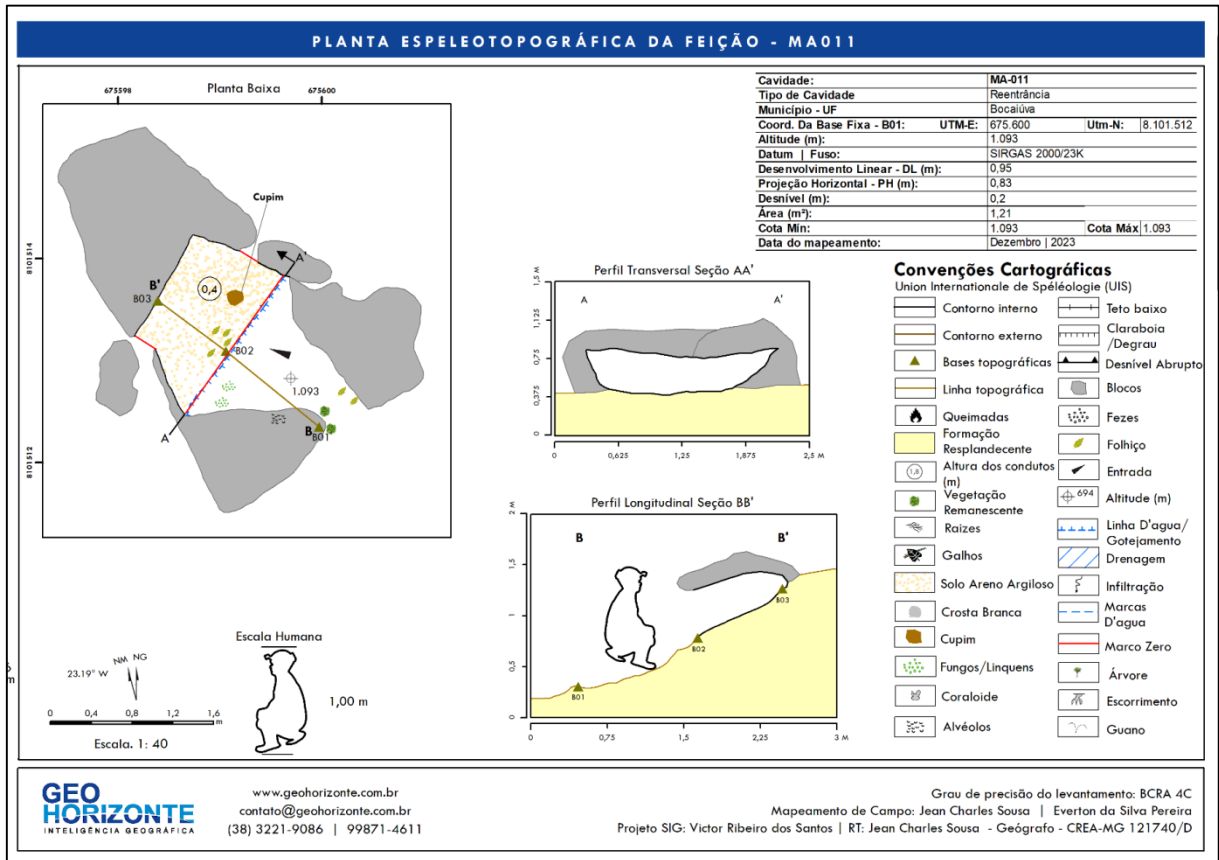 PLANTA ESPELEOTOPOGRÁFICA DA FEIÇÃO - MA011
Planta Baixa
673598 673600
8101514
8101512
Cupim
A'
B'
B03
0,4
B02
1.093
B
B01
A
Cavidade: MA-011
Tipo de Cavidade Reentrância
Município - UF Bocaiúva
Coord. Da Base Fixa - B01: UTM-E: 675.600 Utm-N: 8.101.512
Altitude (m): 1.093
Datum | Fuso: SIRGAS 2000/23K
Desenvolvimento Linear - DL (m): 0,95
Projeção Horizontal - PH (m): 0,83
Desnível (m): 0,2
Área (m²): 1,21
Cota Mín: 1.093 Cota Máx 1.093
Data do mapeamento: Dezembro | 2023
Perfil Transversal Seção AA'
1,5 M
1,125
0,75
0,375
0
A A'
0 0,625 1,25 1,875 2,5 M
Perfil Longitudinal Seção BB'
2 M
1,5
1
0,5
0
B B'
B03
B02
B01
0 0,75 1,5 2,25 3 M
Convenções Cartográficas
Union Internationale de Spéléologie (UIS)
Contorno interno
Contorno externo
Bases topográficas
Linha topográfica
Queimadas
Formação
Resplandecente
1,8
Altura dos condutos
(m)
Vegetação
Remanescente
Raizes
Galhos
Solo Areno Argiloso
Crosta Branca
Cupim
Fungos/Linquens
Coraloide
Alvéolos
Teto baixo
Claraboia
/Degrau
Desnível Abrupto
Blocos
Fezes
Folhiço
Entrada
694 Altitude (m)
Linha D'agua/
Gotejamento
Drenagem
Infiltração
Marcas
D'agua
Marco Zero
Árvore
Escorrimento
Guano
NM NG
23.19° W
0 0,4 0,8 1,2 1,6
m
Escala. 1: 40
Escala Humana
1,00 m
GEO
HORIZONTE
INTELIGÊNCIA GEOGRÁFICA
www.geohorizonte.com.br
contato@geohorizonte.com.br
(38) 3221-9086 | 99871-4611
Grau de precisão do levantamento: BCRA 4C
Mapeamento de Campo: Jean Charles Sousa | Everton da Silva Pereira
Projeto SIG: Victor Ribeiro dos Santos | RT: Jean Charles Sousa - Geógrafo - CREA-MG 121740/D